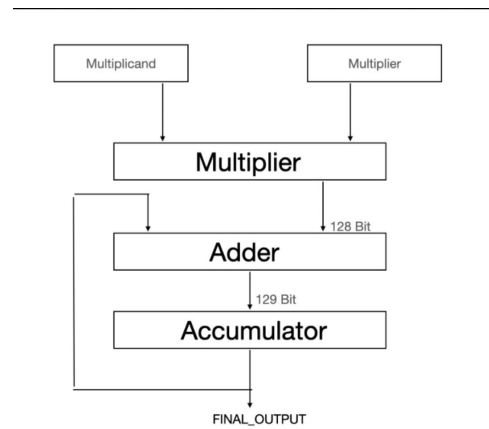 Multiplicand
Multiplier
Multiplier
128 Bit
Adder
129 Bit
Accumulator
FINAL_OUTPUT